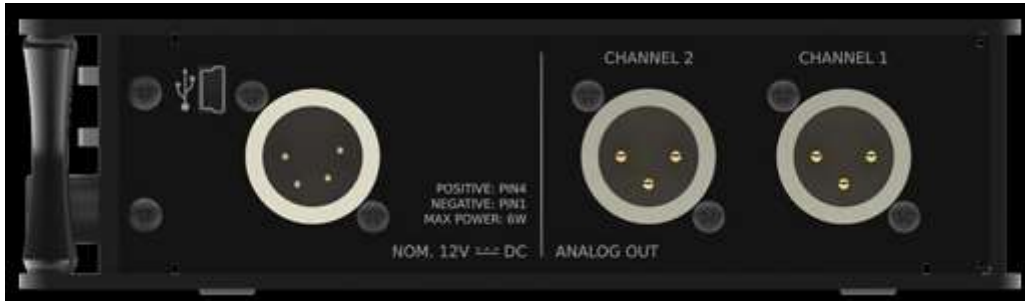 CHANNEL 2
CHANNEL 1
POSITIVE: PIN4
NEGATIVE: PIN1
MAX POWER: 6W
NOM. 12V ⎓ DC
ANALOG OUT